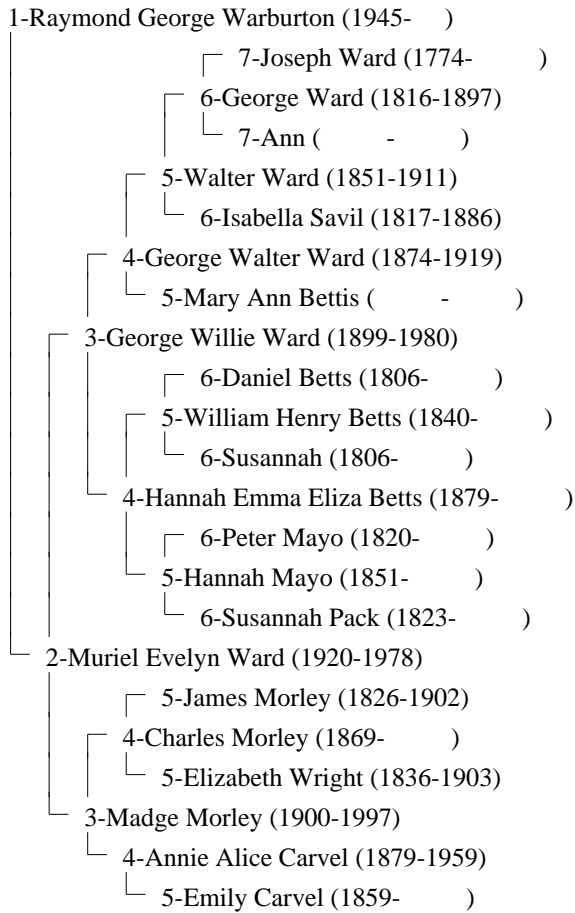 1-Raymond George Warburton (1945- )
7-Joseph Ward (1774- )
6-George Ward (1816-1897)
7-Ann ( - )
5-Walter Ward (1851-1911)
6-Isabella Savil (1817-1886)
4-George Walter Ward (1874-1919)
5-Mary Ann Bettis ( - )
3-George Willie Ward (1899-1980)
6-Daniel Betts (1806- )
5-William Henry Betts (1840- )
6-Susannah (1806- )
4-Hannah Emma Eliza Betts (1879- )
6-Peter Mayo (1820- )
5-Hannah Mayo (1851- )
6-Susannah Pack (1823- )
2-Muriel Evelyn Ward (1920-1978)
5-James Morley (1826-1902)
4-Charles Morley (1869- )
5-Elizabeth Wright (1836-1903)
3-Madge Morley (1900-1997)
4-Annie Alice Carvel (1879-1959)
5-Emily Carvel (1859- )